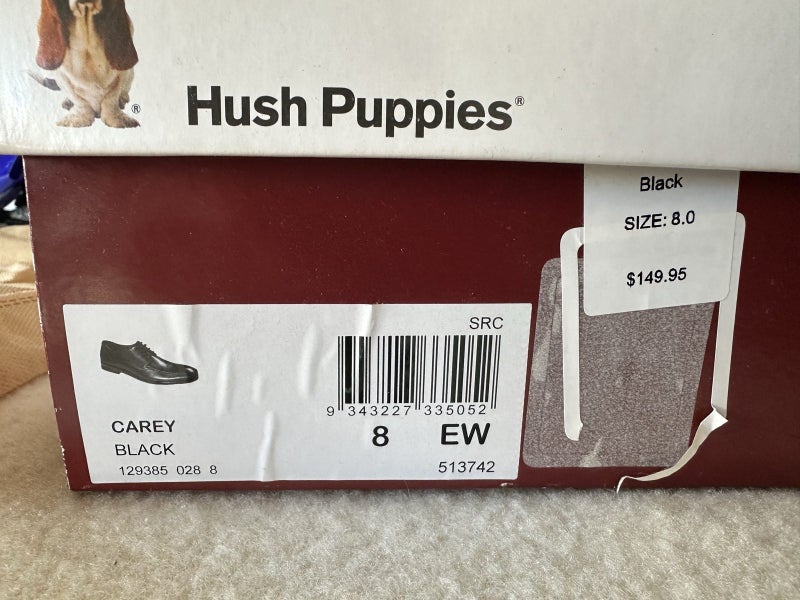 ®
Hush Puppies®
Black
SIZE: 8.0
$149.95
SRC
9 343227 335052
8 EW
513742
CAREY
BLACK
129385 028 8